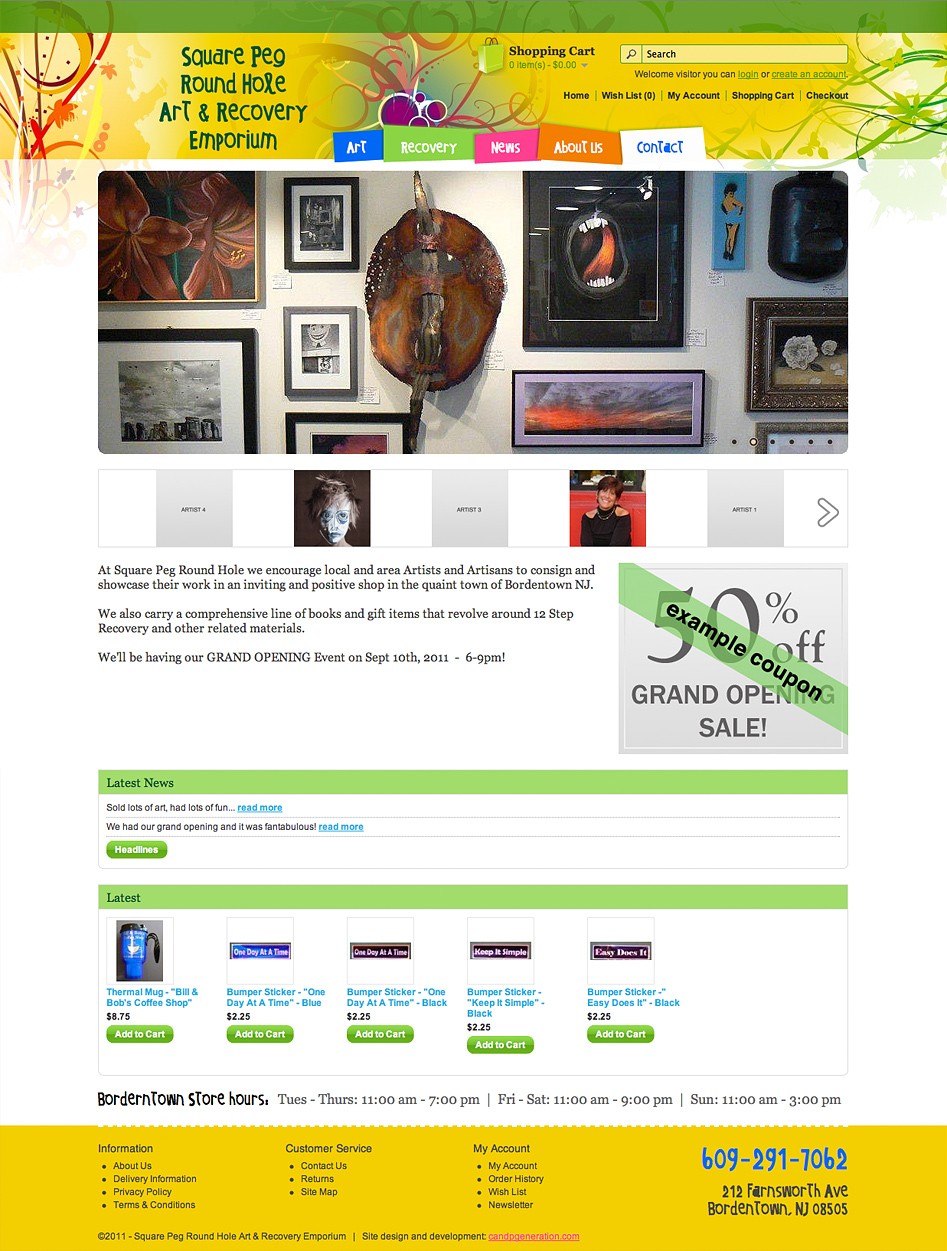 Square Peg
Round Hole
Art & Recovery
Emporium
Shopping Cart
0 item(s) - $0.00
Search
Welcome visitor you can login or create an account.
Home | Wish List (0) | My Account | Shopping Cart | Checkout
Art
Recovery
News
About Us
Contact
ARTIST 4
ARTIST 3
ARTIST 1
At Square Peg Round Hole we encourage local and area Artists and Artisans to consign and
showcase their work in an inviting and positive shop in the quaint town of Bordentown NJ.
We also carry a comprehensive line of books and gift items that revolve around 12 Step
Recovery and other related materials.
We'll be having our GRAND OPENING Event on Sept 10th, 2011 - 6-9pm!
50% off
example coupon
GRAND OPENING
SALE!
Latest News
Sold lots of art, had lots of fun... read more
We had our grand opening and it was fantabulous! read more
Headlines
Latest
One Day At A Time
One Day At A Time
Keep It Simple
Easy Does It
Thermal Mug - "Bill &
Bob's Coffee Shop"
$8.75
Add to Cart
Bumper Sticker - "One
Day At A Time" - Blue
$2.25
Add to Cart
Bumper Sticker - "One
Day At A Time" - Black
$2.25
Add to Cart
Bumper Sticker -
"Keep It Simple" -
Black
$2.25
Add to Cart
Bumper Sticker -"
Easy Does It" - Black
$2.25
Add to Cart
Borderntown Store hours: Tues - Thurs: 11:00 am - 7:00 pm | Fri - Sat: 11:00 am - 9:00 pm | Sun: 11:00 am - 3:00 pm
Information
About Us
Delivery Information
Privacy Policy
Terms & Conditions
Customer Service
Contact Us
Returns
Site Map
My Account
My Account
Order History
Wish List
Newsletter
609-291-7062
212 Farnsworth Ave
Bordentown, NJ 08505
©2011 - Square Peg Round Hole Art & Recovery Emporium | Site design and development: candogeneration.com